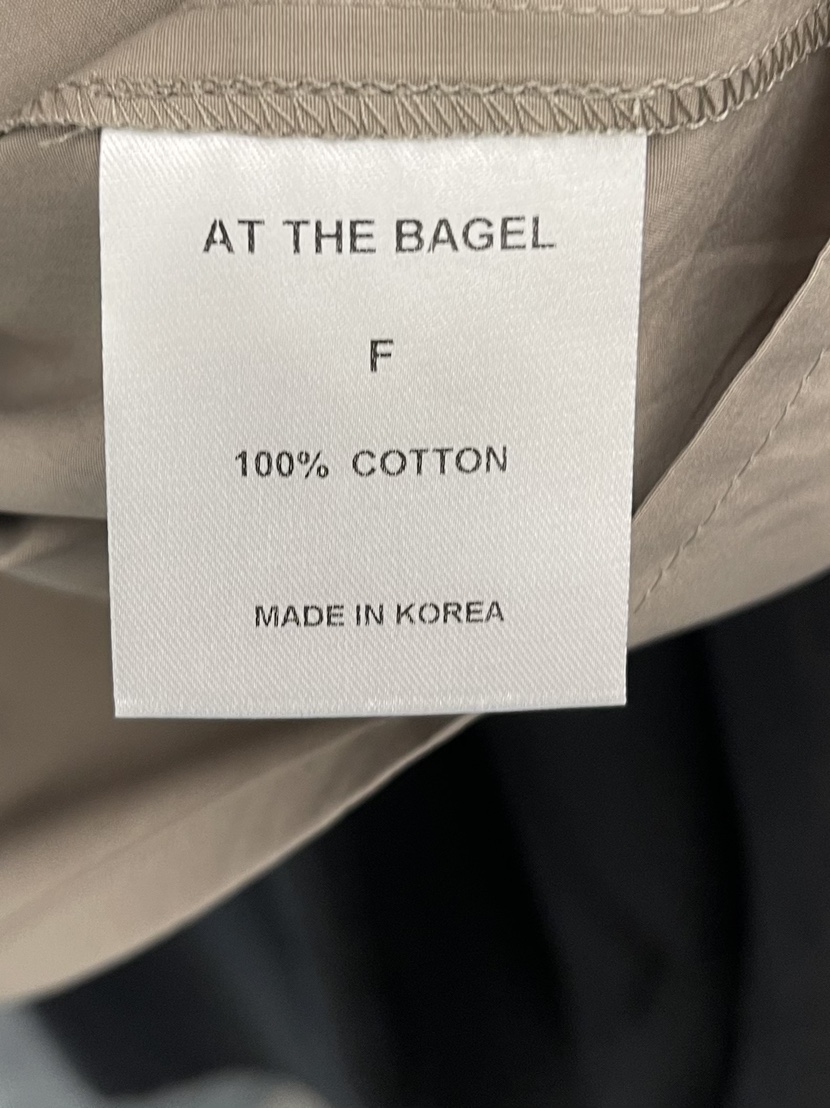 AT THE BAGEL
F
100% COTTON
MADE IN KOREA